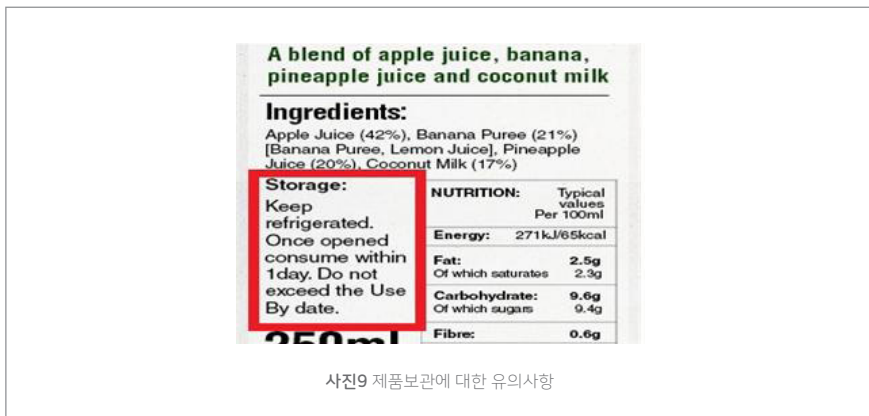 A blend of apple juice, banana,
pineapple juice and coconut milk
Ingredients:
Apple Juice (42%), Banana Puree (21%)
[Banana Puree, Lemon Juice], Pineapple
Juice (20%), Coconut Milk (17%)
Storage:
Keep
refrigerated.
Once opened
consume within
1day. Do not
exceed the Use
By date.
250ml
NUTRITION: Typical
values
Per 100ml
Energy: 271kJ/65kcal
Fat: 2.5g
Of which saturates 2.3g
Carbohydrate: 9.6g
Of which sugars 9.4g
Fibre: 0.6g
사진9 제품보관에 대한 유의사항